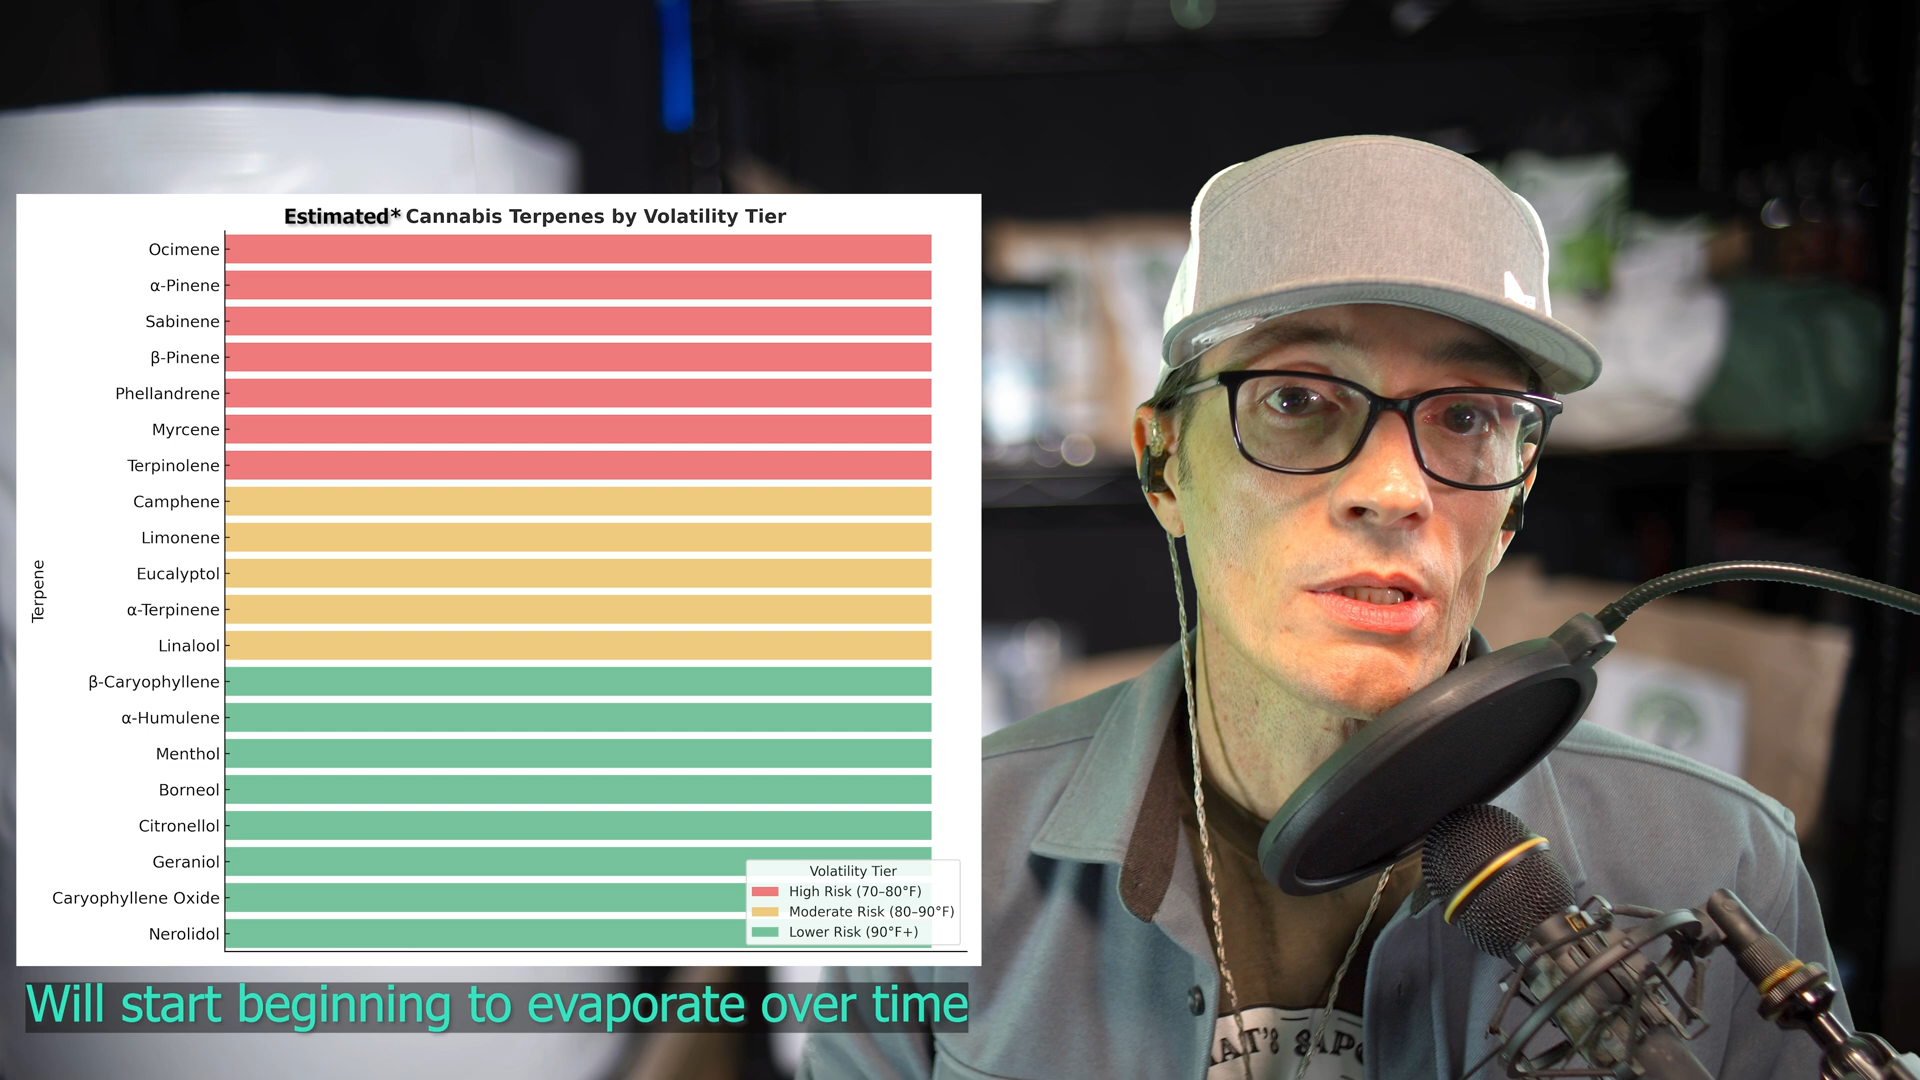 Estimated* Cannabis Terpenes by Volatility Tier
Ocimene
α-Pinene
Sabinene
β-Pinene
Phellandrene
Myrcene
Terpinolene
Camphene
Limonene
Eucalyptol
α-Terpinene
Linalool
β-Caryophyllene
α-Humulene
Menthol
Borneol
Citronellol
Geraniol
Caryophyllene Oxide
Nerolidol
Terpene
Volatility Tier
High Risk (70–80°F)
Moderate Risk (80–90°F)
Lower Risk (90°F+)
Will start beginning to evaporate over time